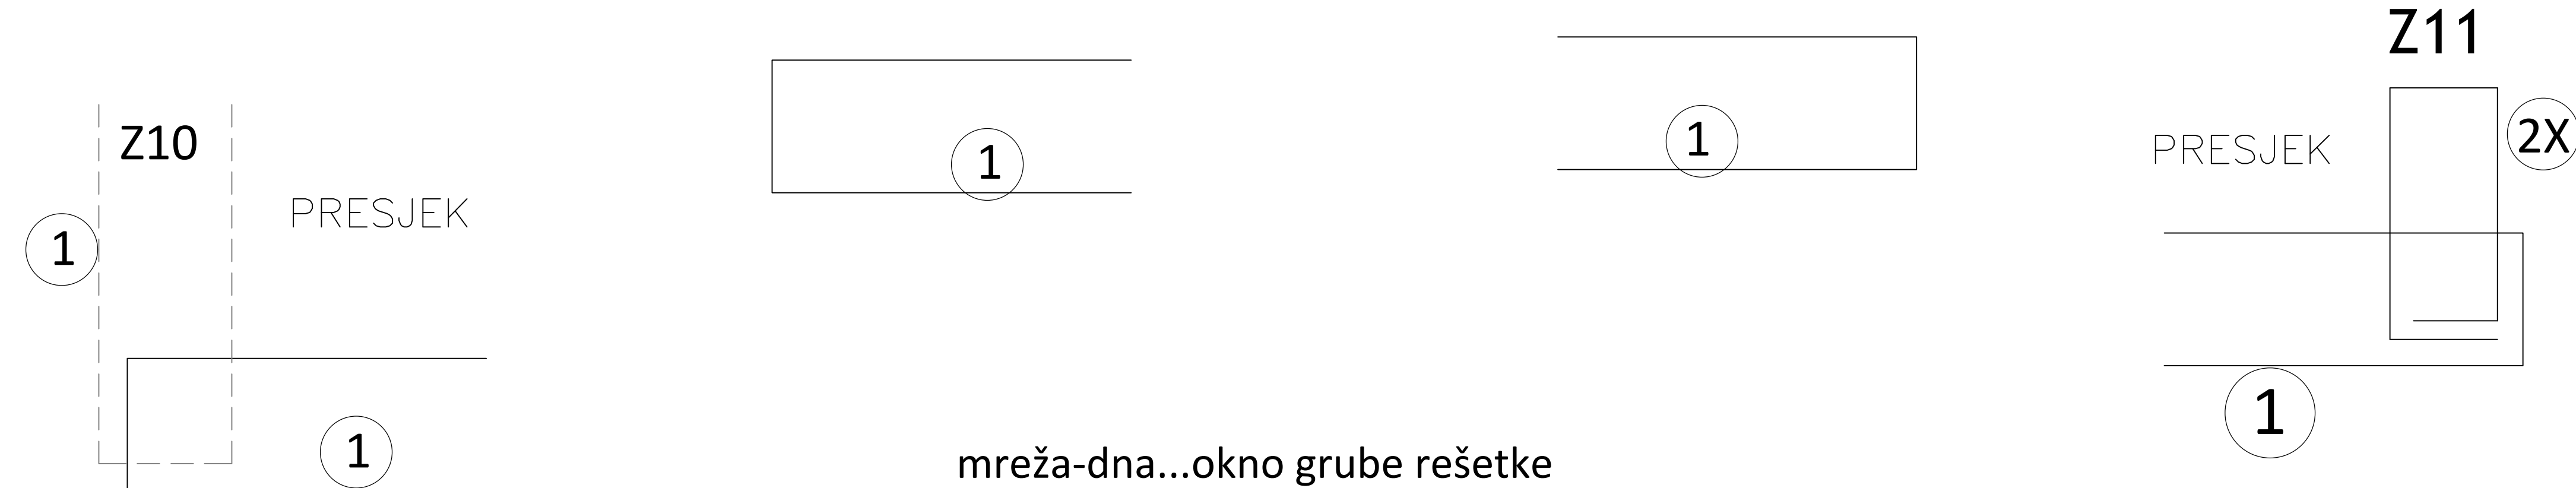 Z11
2X
Z10
1
1
PRESJEK
PRESJEK
1
1
1
1
mreža-dna...okno grube rešetke